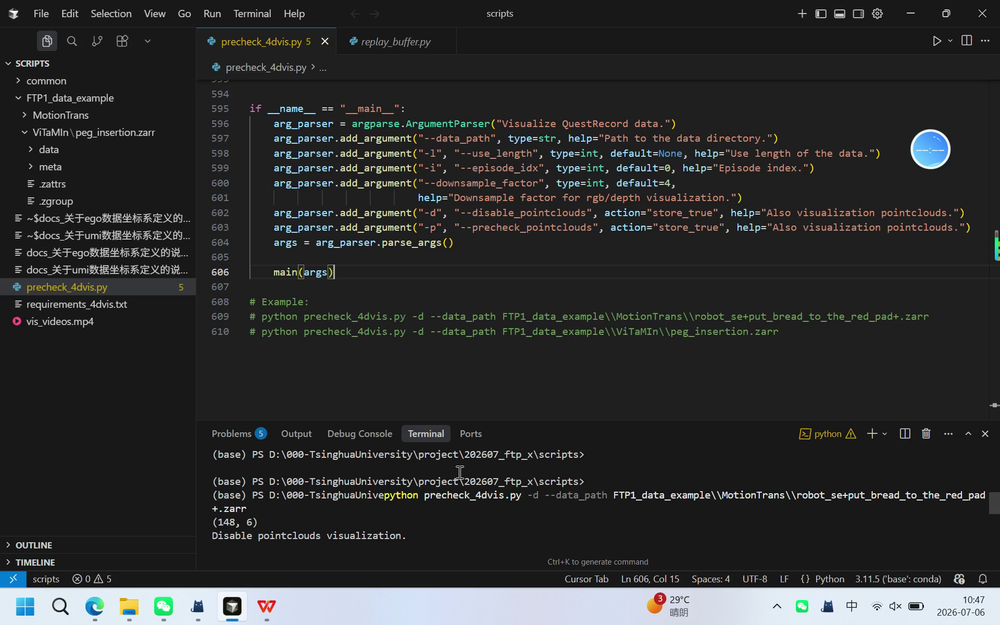 File Edit Selection View Go Run Terminal Help
scripts
SCRIPTS
common
FTP1_data_example
MotionTrans
ViTaMIn\peg_insertion.zarr
data
meta
.zattrs
.zgroup
~$docs_关于ego数据坐标系定义的...
~$docs_关于umi数据坐标系定义的...
docs_关于ego数据坐标系定义的说...
docs_关于umi数据坐标系定义的说...
precheck_4dvis.py 5
requirements_4dvis.txt
vis_videos.mp4
OUTLINE
TIMELINE
precheck_4dvis.py 5
replay_buffer.py
precheck_4dvis.py > ...
594
595 if __name__ == "__main__":
596 arg_parser = argparse.ArgumentParser("Visualize QuestRecord data.")
597 arg_parser.add_argument("--data_path", type=str, help="Path to the data directory.")
598 arg_parser.add_argument("-l", "--use_length", type=int, default=None, help="Use length of the data.")
599 arg_parser.add_argument("-i", "--episode_idx", type=int, default=0, help="Episode index.")
600 arg_parser.add_argument("--downsample_factor", type=int, default=4,
601 help="Downsample factor for rgb/depth visualization.")
602 arg_parser.add_argument("-d", "--disable_pointclouds", action="store_true", help="Also visualization pointclouds.")
603 arg_parser.add_argument("-p", "--precheck_pointclouds", action="store_true", help="Also visualization pointclouds.")
604 args = arg_parser.parse_args()
605
606 main(args)
607
608 # Example:
609 # python precheck_4dvis.py -d --data_path FTP1_data_example\\MotionTrans\\robot_se+put_bread_to_the_red_pad+.zarr
610 # python precheck_4dvis.py -d --data_path FTP1_data_example\\ViTaMIn\\peg_insertion.zarr
Problems 5 Output Debug Console Terminal Ports
python
(base) PS D:\000-TsinghuaUniversity\project\202607_ftp_x\scripts>
(base) PS D:\000-TsinghuaUniversity\project\202607_ftp_x\scripts>
(base) PS D:\000-TsinghuaUnivepython precheck_4dvis.py -d --data_path FTP1_data_example\\MotionTrans\\robot_se+put_bread_to_the_red_pad
+.zarr
(148, 6)
Disable pointclouds visualization.
Ctrl+K to generate command
scripts 0 5
Cursor Tab Ln 606, Col 15 Spaces: 4 UTF-8 LF {} Python 3.11.5 ('base': conda)
3 29°C
晴朗
中
10:47
2026-07-06